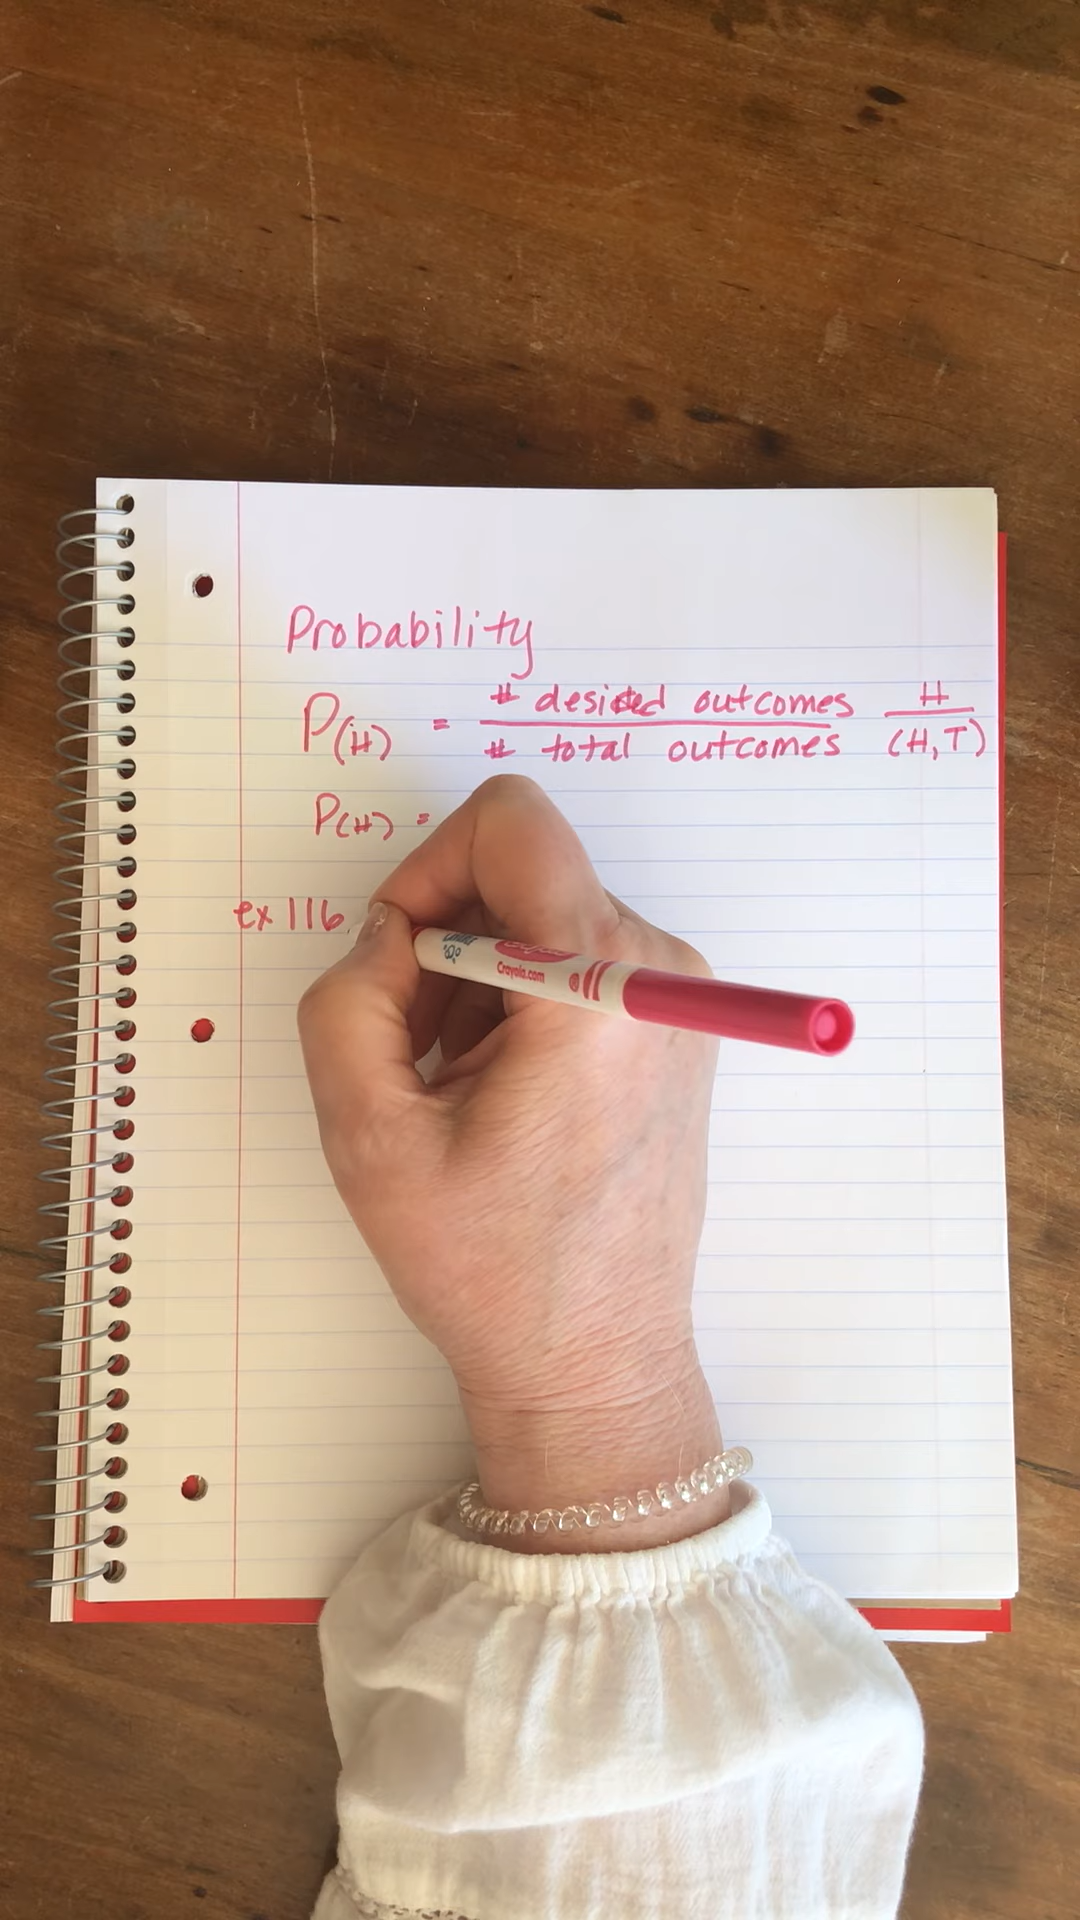 Probability
P(H) = # desired outcomes / # total outcomes H / (H,T)
P(H) =
ex 116.
Crayola.com